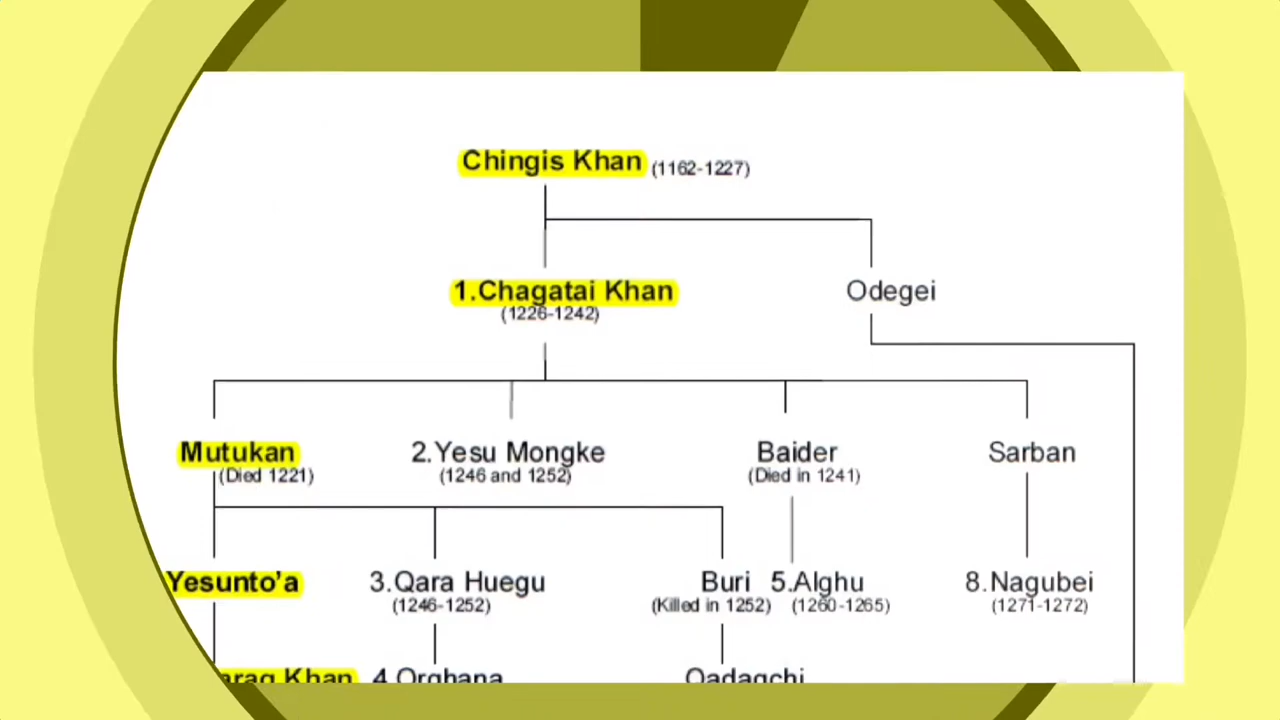 Chingis Khan (1162-1227)
1.Chagatai Khan Odegei
(1226-1242)
Mutukan 2.Yesu Mongke Baider Sarban
(Died 1221) (1246 and 1252) (Died in 1241)
Yesunto’a 3.Qara Huegu Buri 5.Alghu 8.Nagubei
(1246-1252) (Killed in 1252) (1260-1265) (1271-1272)
Khan 4.Orghana Qadagchi